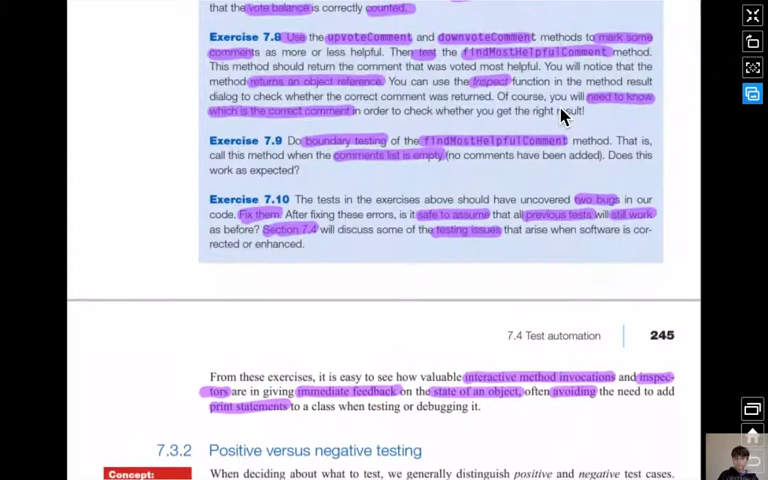 that the vote balance is correctly counted.
Exercise 7.8 Use the upvoteComment and downvoteComment methods to mark some
comments as more or less helpful. Then test the findMostHelpfulComment method.
This method should return the comment that was voted most helpful. You will notice that the
method returns an object reference. You can use the Inspect function in the method result
dialog to check whether the correct comment was returned. Of course, you will need to know
which is the correct comment in order to check whether you get the right result!
Exercise 7.9 Do boundary testing of the findMostHelpfulComment method. That is,
call this method when the comments list is empty (no comments have been added). Does this
work as expected?
Exercise 7.10 The tests in the exercises above should have uncovered two bugs in our
code. Fix them. After fixing these errors, is it safe to assume that all previous tests will still work
as before? Section 7.4 will discuss some of the testing issues that arise when software is cor-
rected or enhanced.
7.4 Test automation 245
From these exercises, it is easy to see how valuable interactive method invocations and inspec-
tors are in giving immediate feedback on the state of an object, often avoiding the need to add
print statements to a class when testing or debugging it.
7.3.2 Positive versus negative testing
Concept:
When deciding about what to test, we generally distinguish positive and negative test cases.